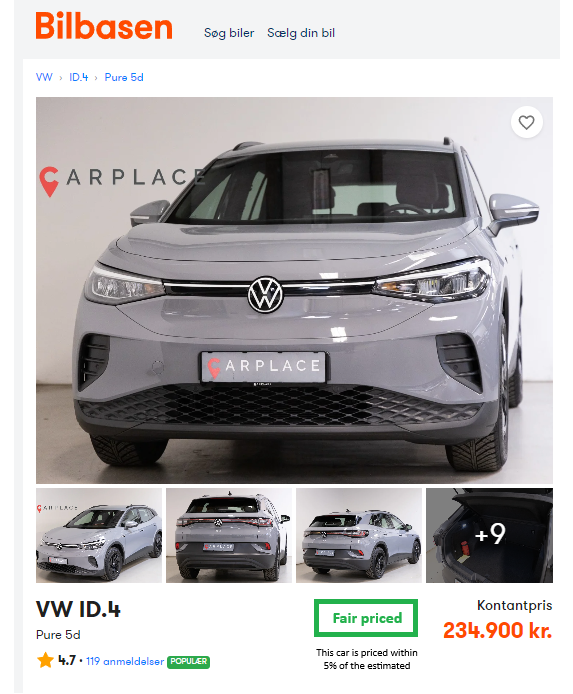 Bilbasen
Søg biler Sælg din bil
VW › ID.4 › Pure 5d
CARPLACE
CARPLACE
CARPLACE
CARPLACE
+9
VW ID.4
Pure 5d
4.7 · 119 anmeldelser POPULÆR
Fair priced
This car is priced within
5% of the estimated
Kontantpris
234.900 kr.